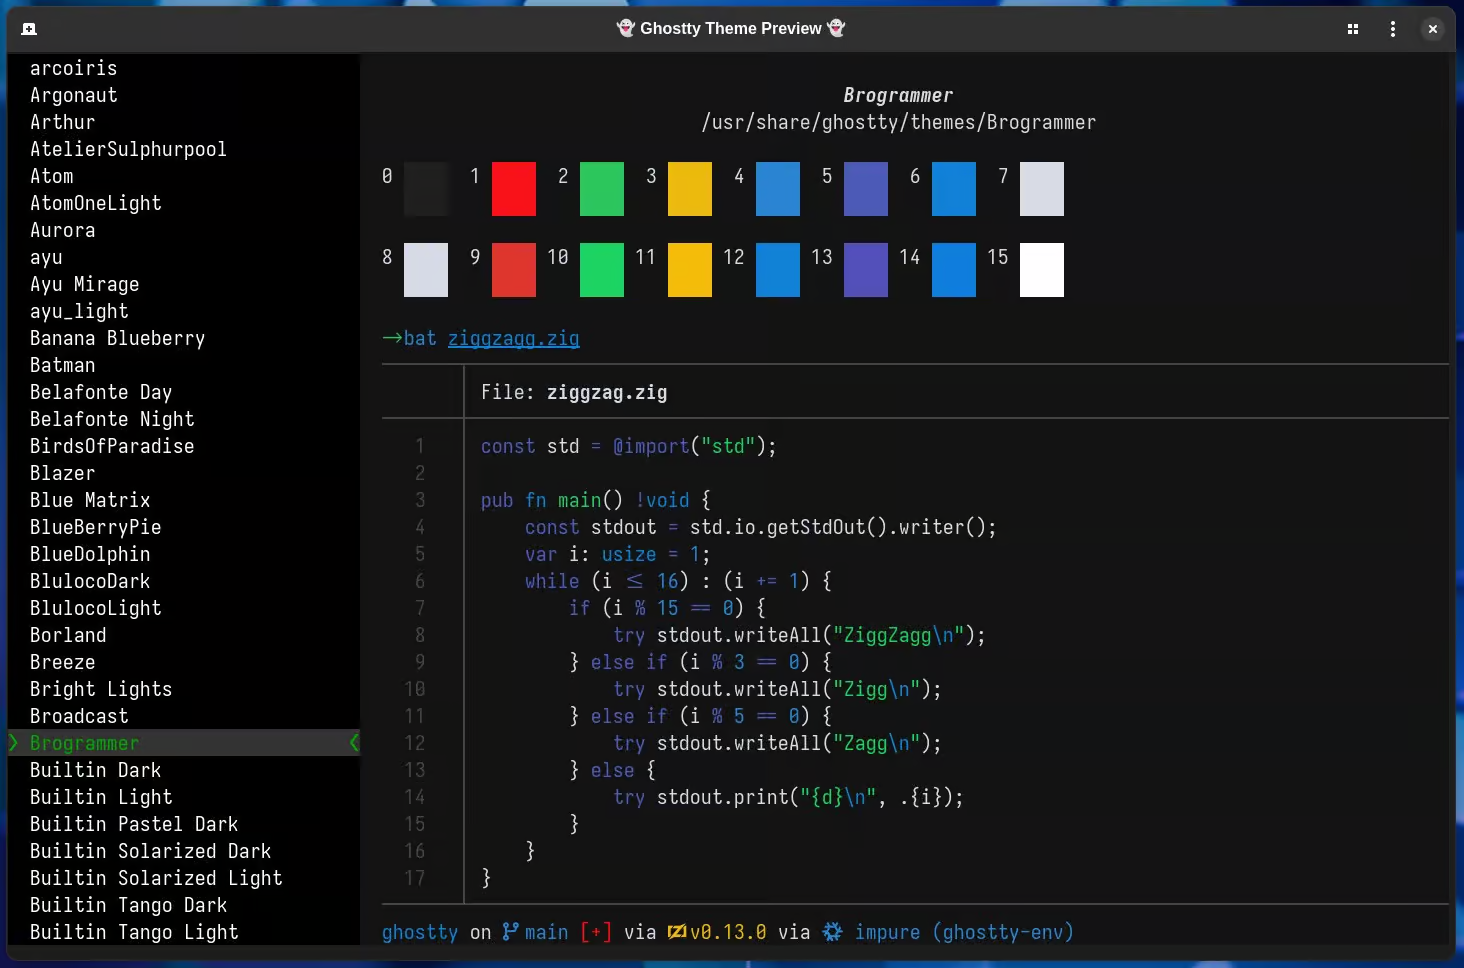 👻 Ghostty Theme Preview 👻
arcoiris
Argonaut
Arthur
AtelierSulphurpool
Atom
AtomOneLight
Aurora
ayu
Ayu Mirage
ayu_light
Banana Blueberry
Batman
Belafonte Day
Belafonte Night
BirdsOfParadise
Blazer
Blue Matrix
BlueBerryPie
BlueDolphin
BlulocoDark
BlulocoLight
Borland
Breeze
Bright Lights
Broadcast
❯ Brogrammer ❮
Builtin Dark
Builtin Light
Builtin Pastel Dark
Builtin Solarized Dark
Builtin Solarized Light
Builtin Tango Dark
Builtin Tango Light
Brogrammer
/usr/share/ghostty/themes/Brogrammer
0 1 2 3 4 5 6 7
8 9 10 11 12 13 14 15
→bat ziggzagg.zig
File: ziggzag.zig
1 const std = @import("std");
2
3 pub fn main() !void {
4     const stdout = std.io.getStdOut().writer();
5     var i: usize = 1;
6     while (i ≤ 16) : (i += 1) {
7         if (i % 15 == 0) {
8             try stdout.writeAll("ZiggZagg\n");
9         } else if (i % 3 == 0) {
10             try stdout.writeAll("Zigg\n");
11         } else if (i % 5 == 0) {
12             try stdout.writeAll("Zagg\n");
13         } else {
14             try stdout.print("{d}\n", .{i});
15         }
16     }
17 }
ghostty on main [+] via v0.13.0 via impure (ghostty-env)